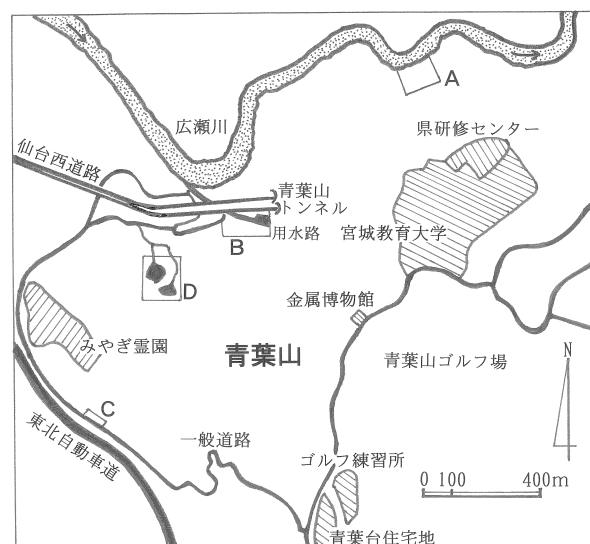 A
広瀬川
県研修センター
仙台西道路
青葉山
トンネル
B
用水路
宮城教育大学
D
金属博物館
みやぎ霊園
青葉山
青葉山ゴルフ場
N
C
東北自動車道
一般道路
ゴルフ練習所
0 100 400m
青葉台住宅地